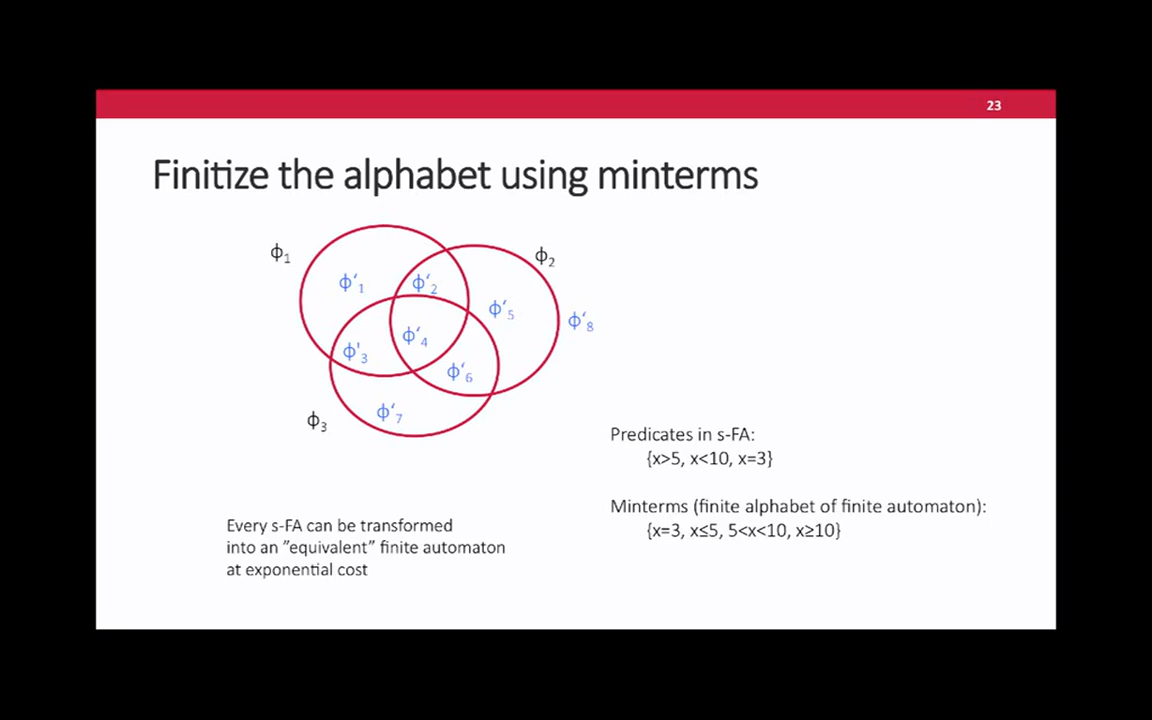 23
Finitize the alphabet using minterms
ϕ1
ϕ2
ϕ‘1
ϕ‘2
ϕ‘5
ϕ‘8
ϕ‘4
ϕ'3
ϕ‘6
ϕ‘7
ϕ3
Predicates in s-FA:
{x>5, x<10, x=3}
Minterms (finite alphabet of finite automaton):
{x=3, x≤5, 5<x<10, x≥10}
Every s-FA can be transformed
into an ”equivalent” finite automaton
at exponential cost